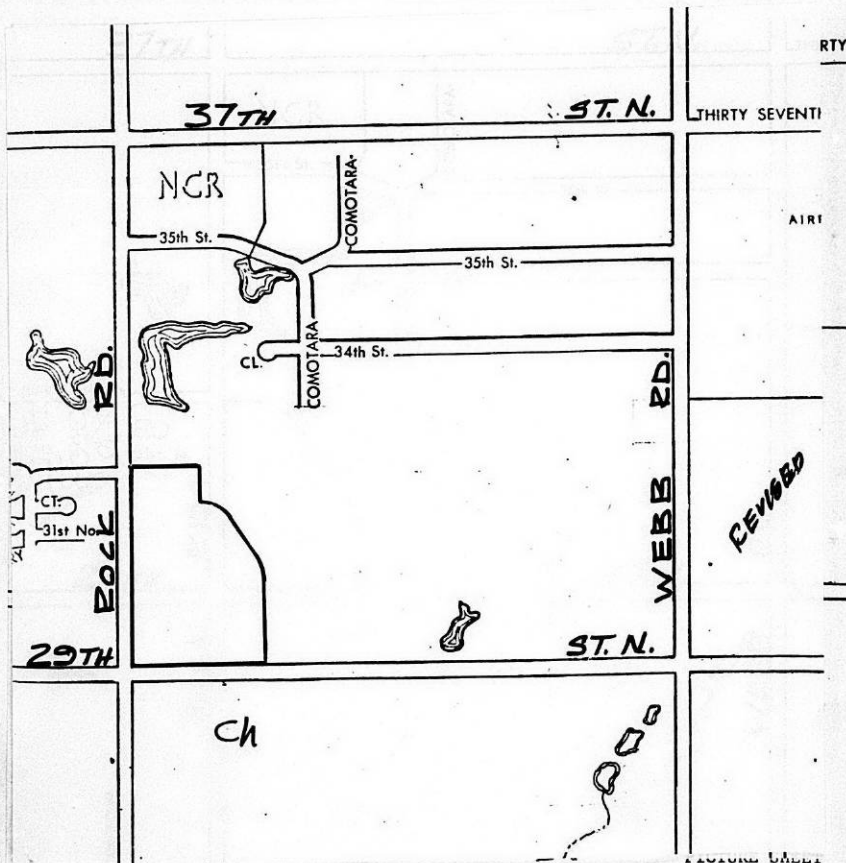 RTY
37TH ST. N.
THIRTY SEVENTH
NCR
COMOTARA
AIR
35th St.
35th St.
RD.
CL.
COMOTARA
34th St.
RD.
CT.
31st No.
ROCK
WEBB
REVISED
29TH ST. N.
Ch